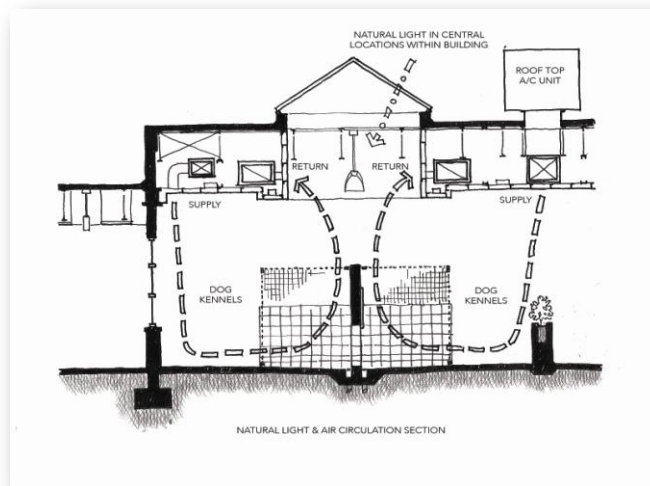 NATURAL LIGHT IN CENTRAL
LOCATIONS WITHIN BUILDING
ROOF TOP
A/C UNIT
RETURN
RETURN
SUPPLY
SUPPLY
DOG
KENNELS
DOG
KENNELS
NATURAL LIGHT & AIR CIRCULATION SECTION